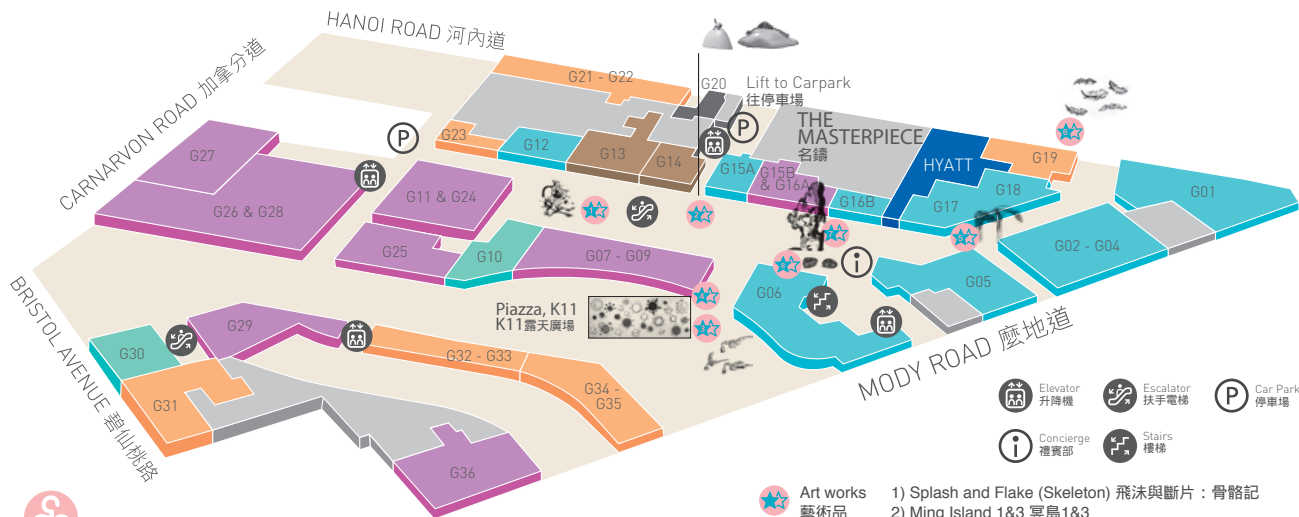 HANOI ROAD 河內道
CARNARVON ROAD 加拿分道
G21 - G22
G20
Lift to Carpark
往停車場
P
P
THE
MASTERPIECE
名鑄
G23
G12
G13
G14
G15A
G15B
& G16A
G16B
HYATT
G17
G18
G19
G01
G27
G26 & G28
G11 & G24
G25
G10
G07 - G09
G02 - G04
G05
G06
Piazza, K11
K11露天廣場
BRISTOL AVENUE 碧仙桃路
G29
G30
G31
G32 - G33
G34 -
G35
G36
MODY ROAD 麼地道
Elevator
升降機
Escalator
扶手電梯
P
Car Park
停車場
Concierge
禮賓部
Stairs
樓梯
Art works
藝術品
1) Splash and Flake (Skeleton) 飛沫與斷片：骨骼記
2) Ming Island 1&3 冥島1&3